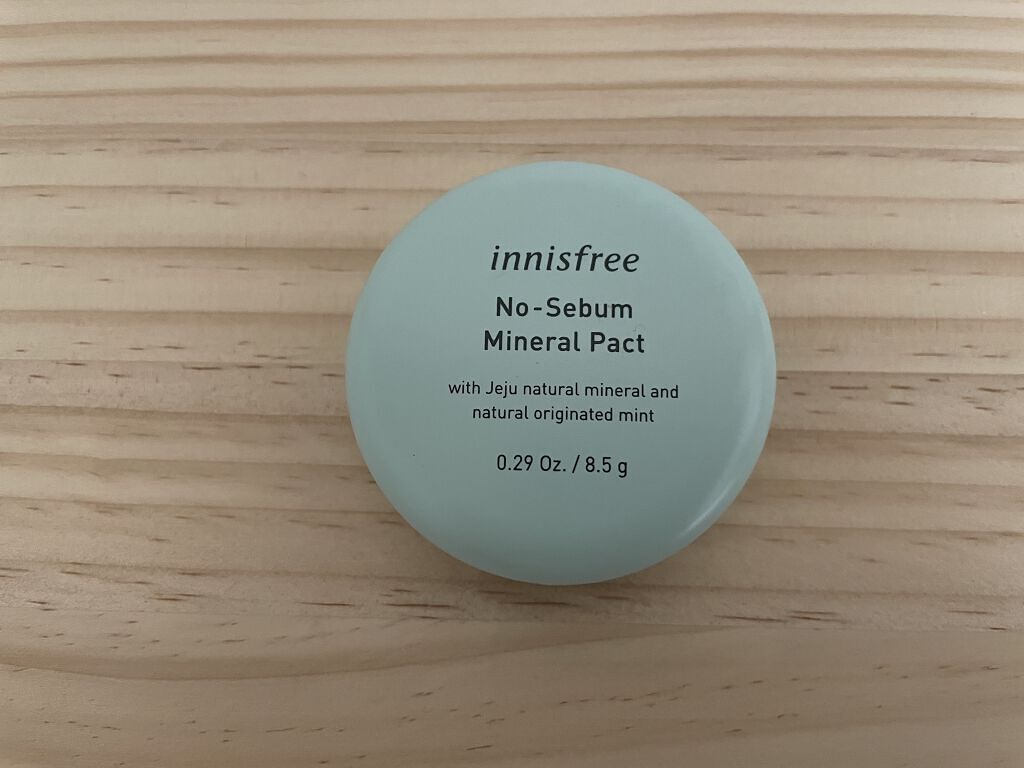 innisfree
No-Sebum
Mineral Pact
with Jeju natural mineral and
natural originated mint
0.29 Oz. / 8.5 g